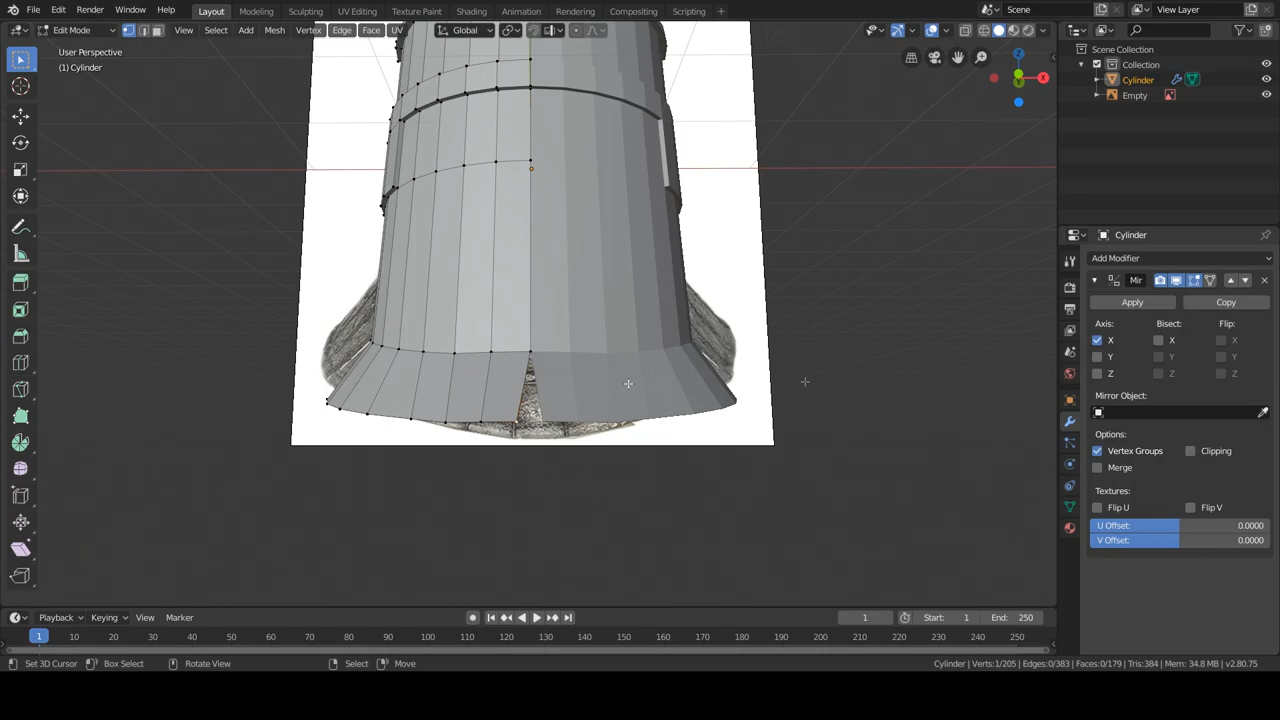 File Edit Render Window Help Layout Modeling Sculpting UV Editing Texture Paint Shading Animation Rendering Compositing Scripting + Scene View Layer
Edit Mode View Select Add Mesh Vertex Edge Face UV Global
User Perspective
(1) Cylinder
Z
X
Y
Scene Collection
Collection
Cylinder
Empty
Cylinder
Add Modifier
Mir
Apply Copy
Axis: Bisect: Flip:
X X X
Y Y Y
Z Z Z
Mirror Object:
Options:
Vertex Groups Clipping
Merge
Textures:
Flip U Flip V
U Offset: 0.0000
V Offset: 0.0000
Playback Keying View Marker 1 Start: 1 End: 250
1 10 20 30 40 50 60 70 80 90 100 110 120 130 140 150 160 170 180 190 200 210 220 230 240 250
Set 3D Cursor Box Select Rotate View Select Move Cylinder | Verts:1/205 | Edges:0/383 | Faces:0/179 | Tris:384 | Mem: 34.8 MB | v2.80.75